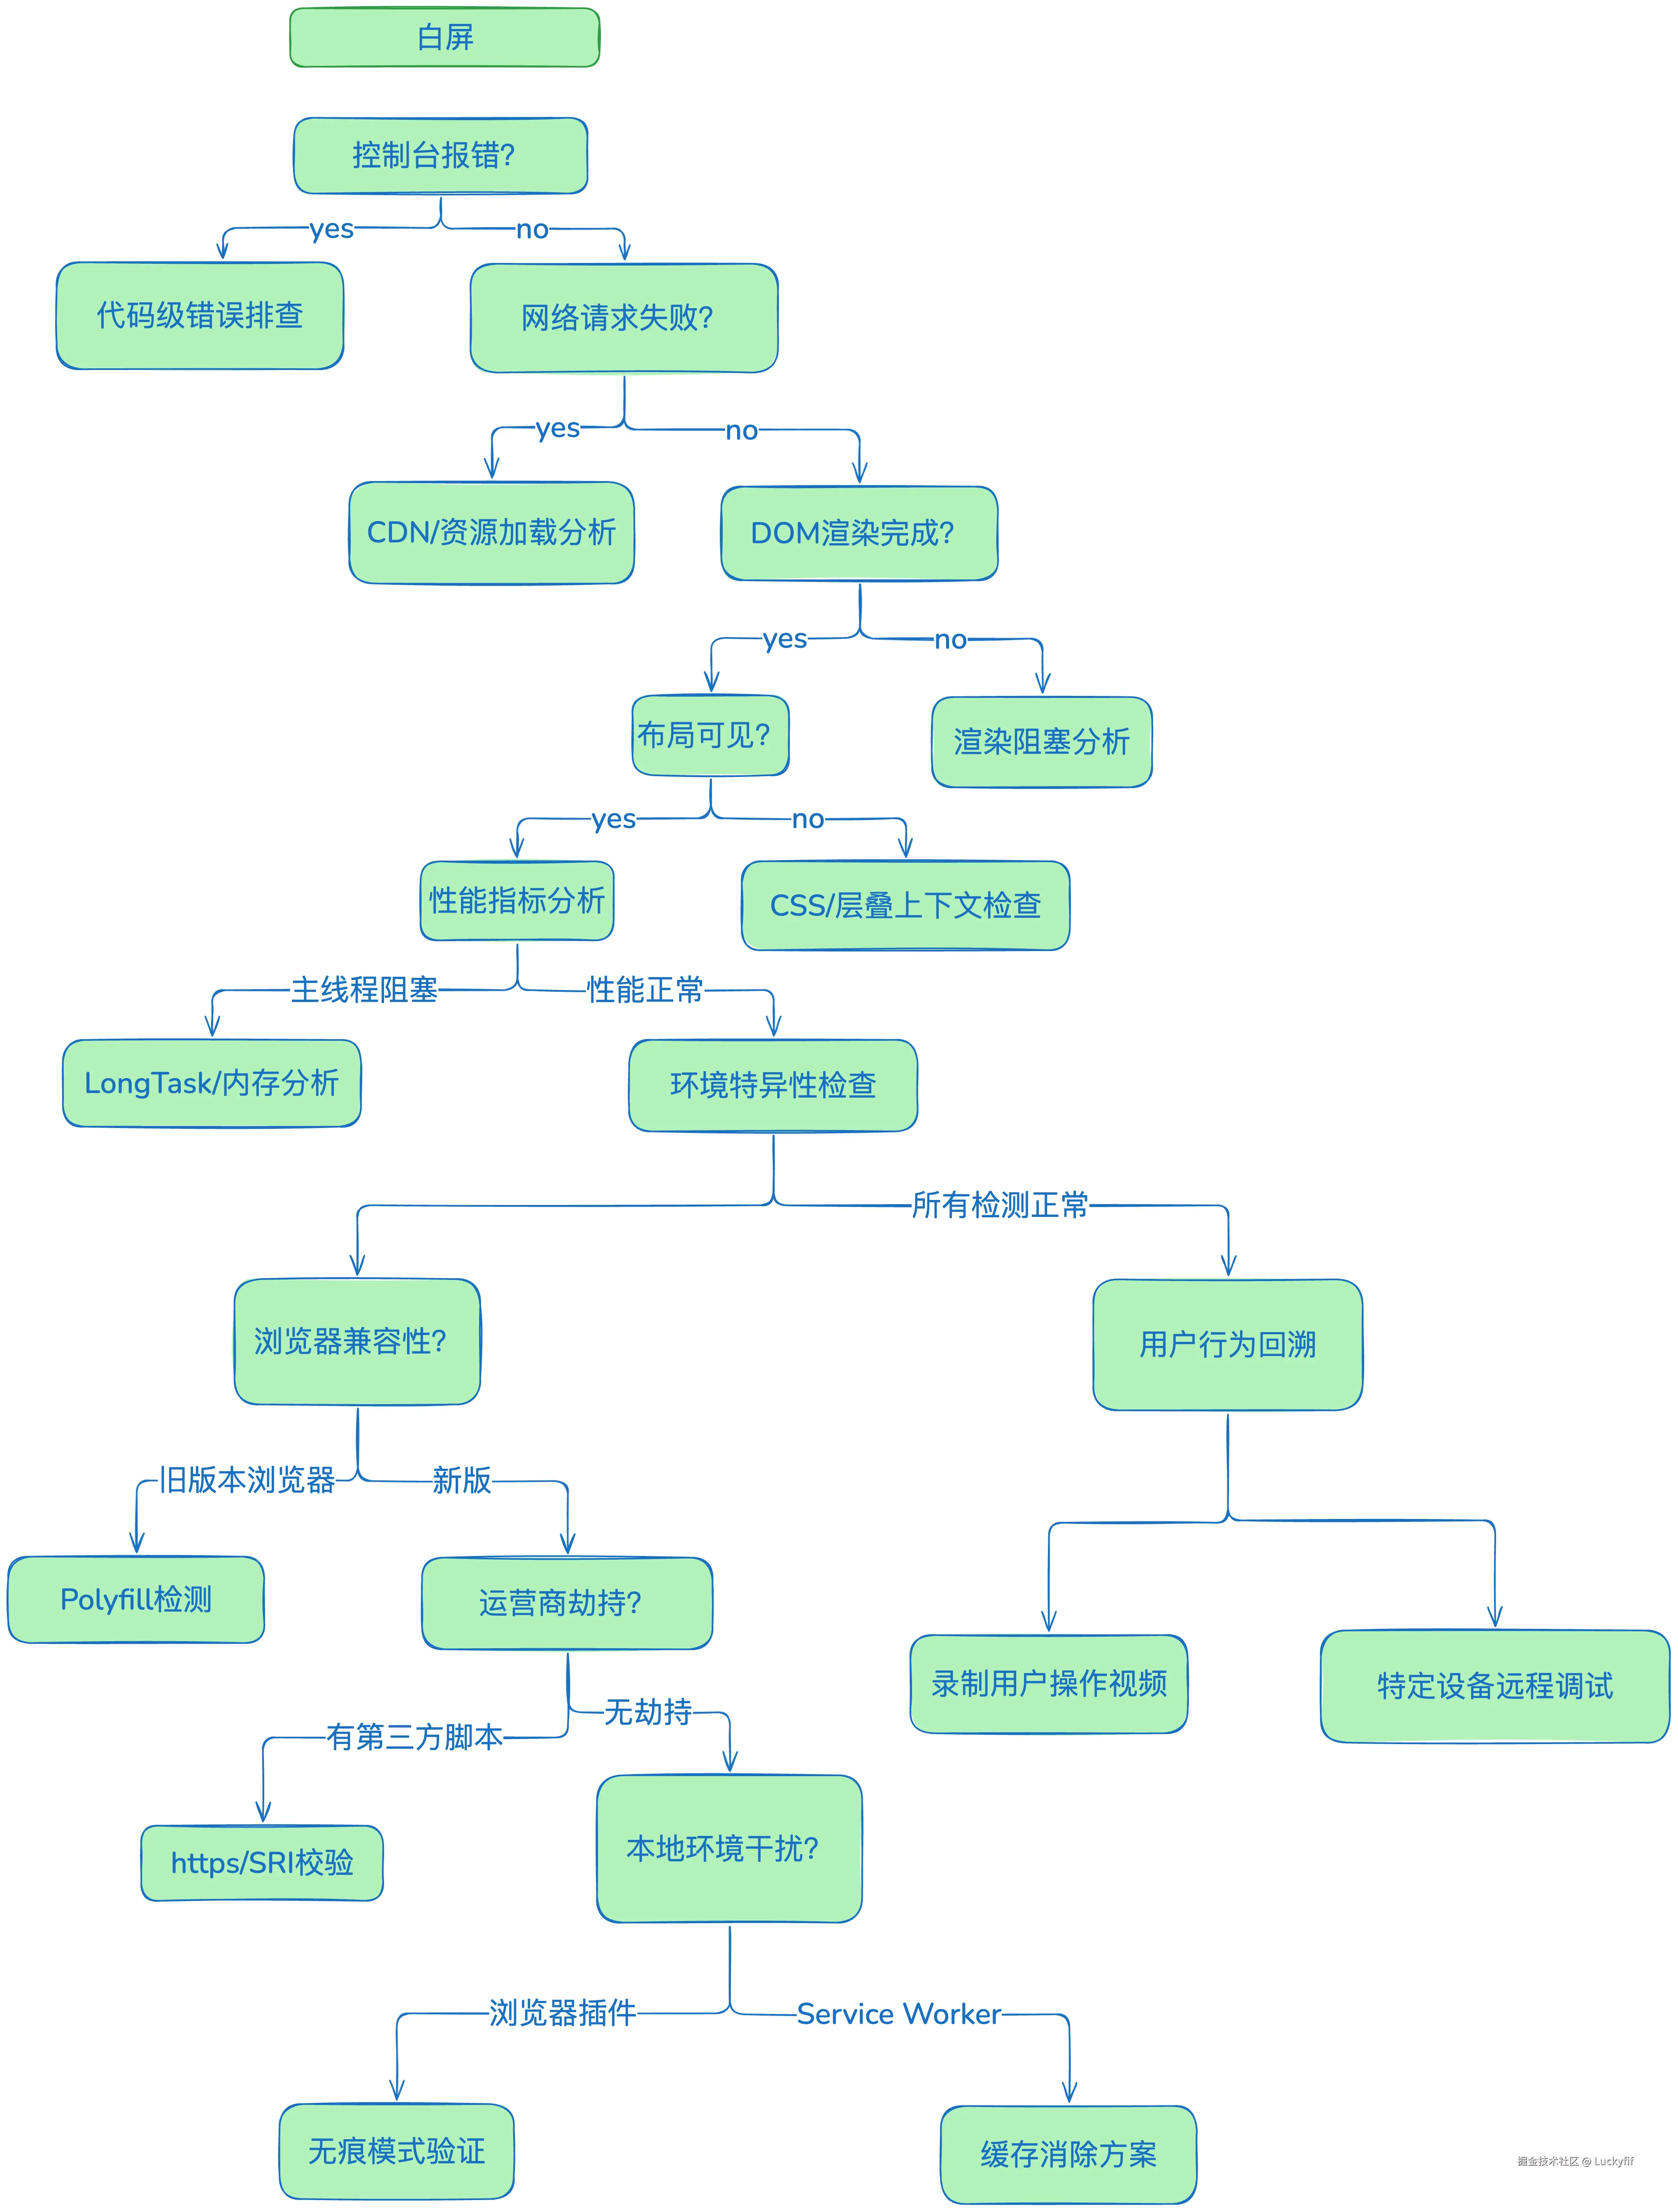 白屏
控制台报错?
yes
no
代码级错误排查
网络请求失败?
yes
no
CDN/资源加载分析
DOM渲染完成?
yes
no
布局可见?
渲染阻塞分析
yes
no
性能指标分析
CSS/层叠上下文检查
主线程阻塞
性能正常
LongTask/内存分析
环境特异性检查
所有检测正常
浏览器兼容性?
用户行为回溯
旧版本浏览器
新版
Polyfill检测
运营商劫持?
录制用户操作视频
特定设备远程调试
无劫持
有第三方脚本
本地环境干扰?
https/SRI校验
浏览器插件
Service Worker
无痕模式验证
缓存消除方案
掘金技术社区 @ Luckyfif